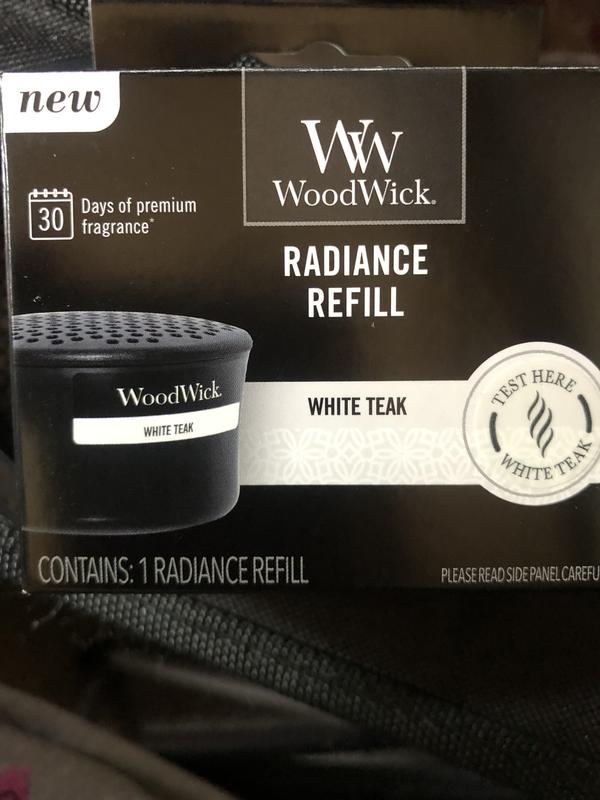 new
WW
WoodWick®
30
Days of premium
fragrance*
RADIANCE
REFILL
WoodWick.
WHITE TEAK
WHITE TEAK
TEST HERE
WHITE TEAK
CONTAINS: 1 RADIANCE REFILL
PLEASE READ SIDE PANEL CAREFU